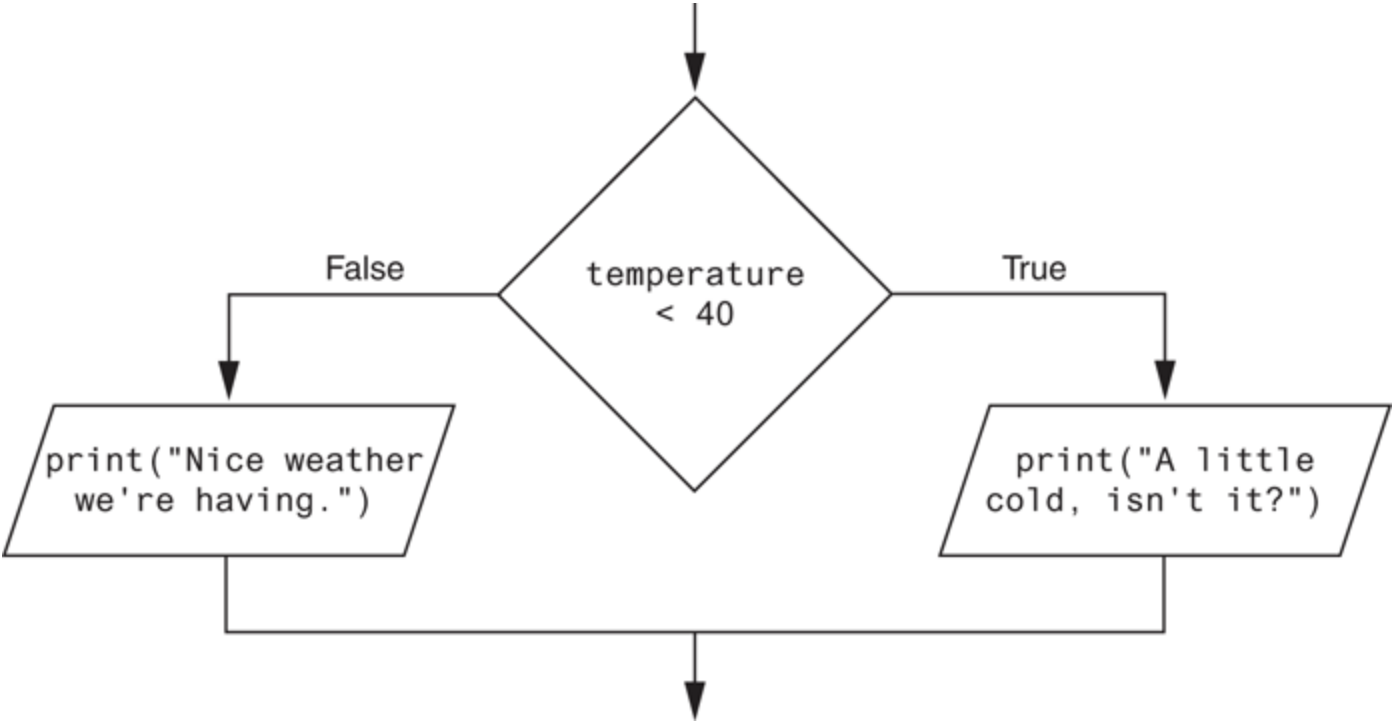 False
temperature
< 40
True
print("Nice weather
we're having.")
print("A little
cold, isn't it?")